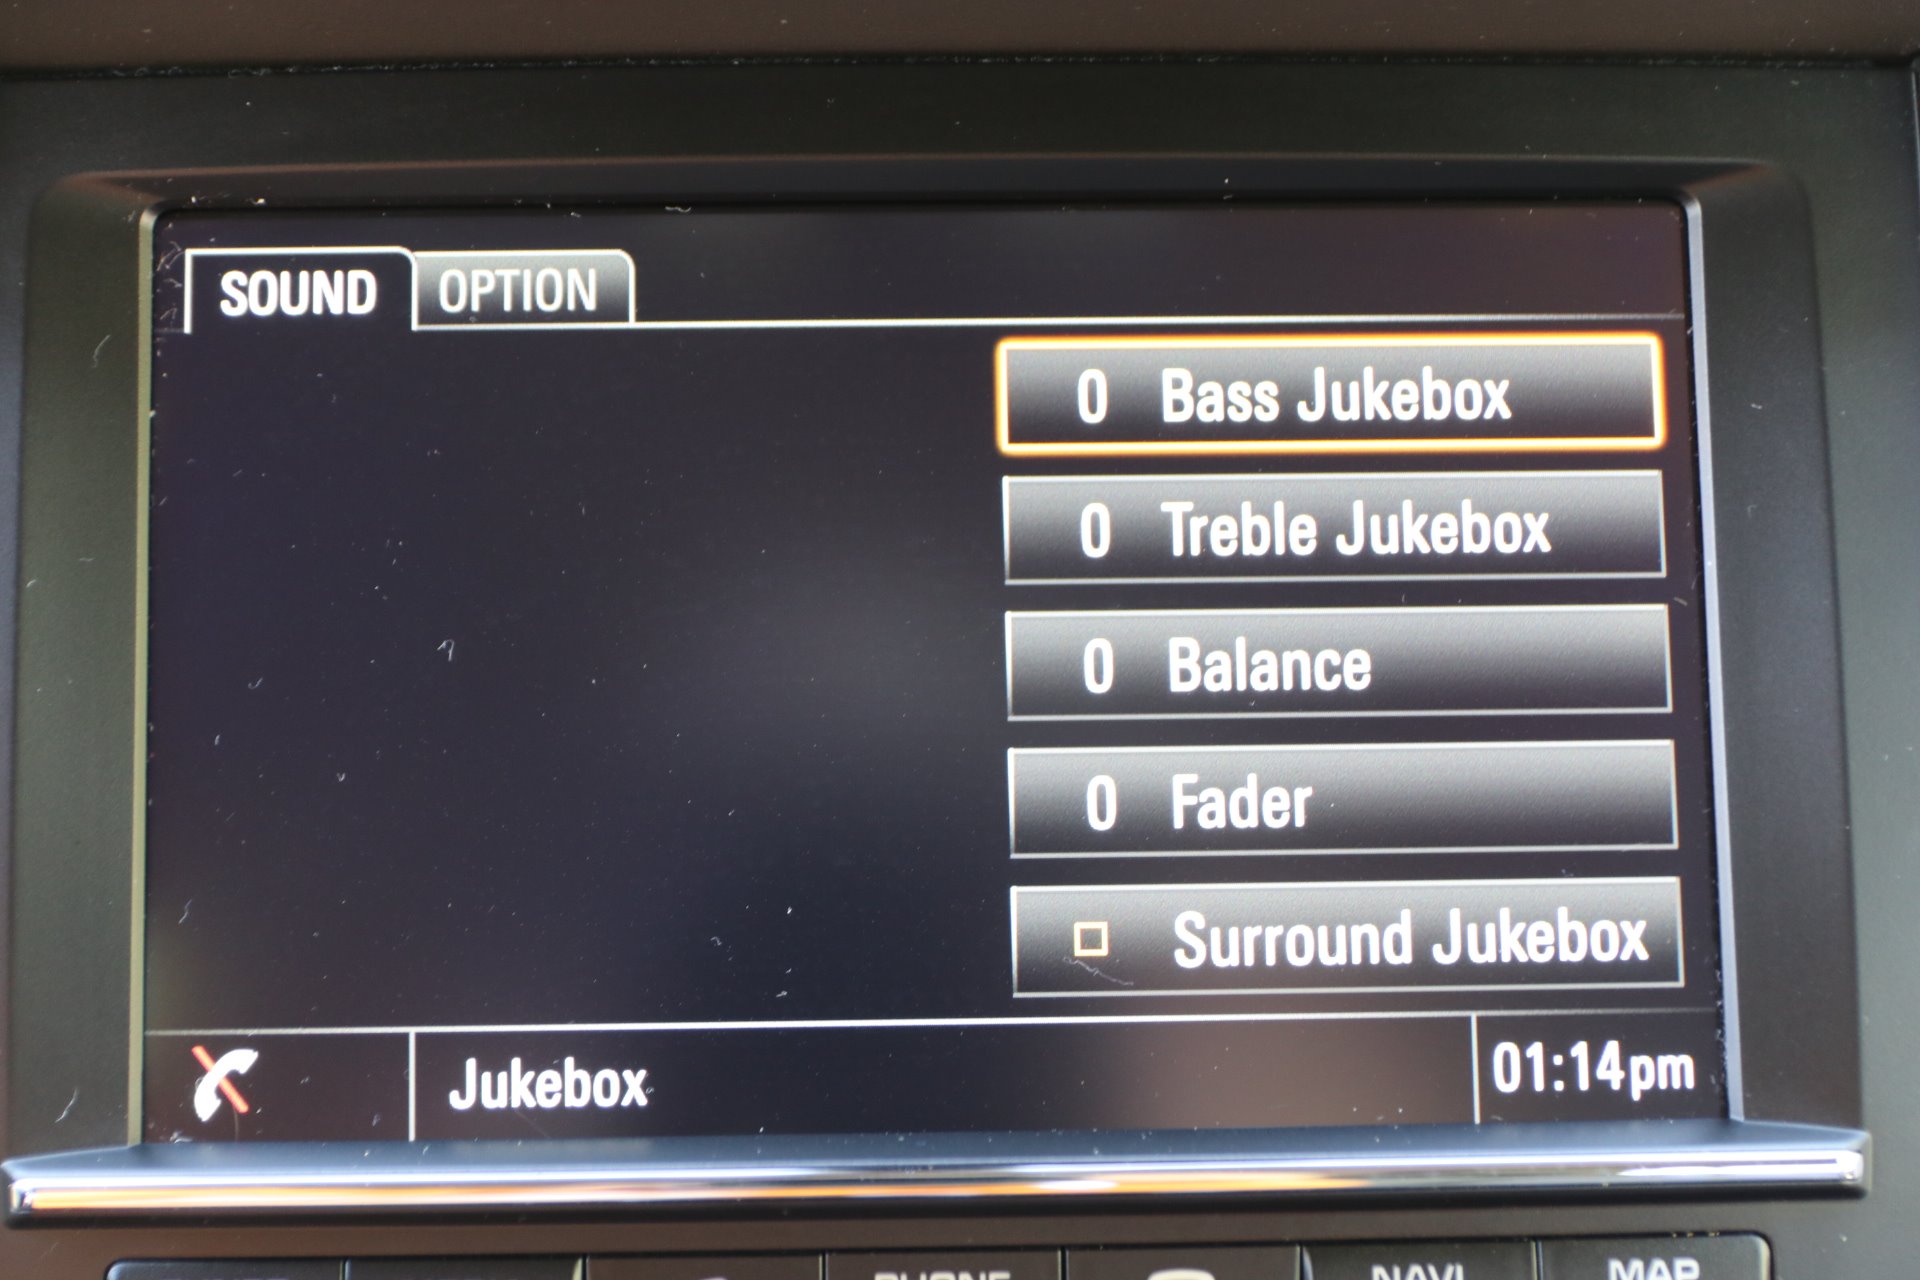 SOUND OPTION
0 Bass Jukebox
0 Treble Jukebox
0 Balance
0 Fader
Surround Jukebox
Jukebox 01:14pm
PHONE NAVI MAP